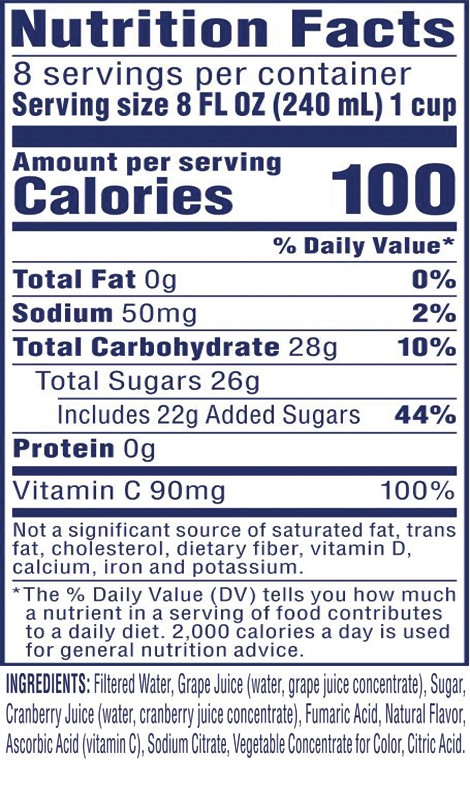 Nutrition Facts
8 servings per container
Serving size 8 FL OZ (240 mL) 1 cup
Amount per serving
Calories 100
% Daily Value*
Total Fat 0g 0%
Sodium 50mg 2%
Total Carbohydrate 28g 10%
Total Sugars 26g
Includes 22g Added Sugars 44%
Protein 0g
Vitamin C 90mg 100%
Not a significant source of saturated fat, trans
fat, cholesterol, dietary fiber, vitamin D,
calcium, iron and potassium.
*The % Daily Value (DV) tells you how much
a nutrient in a serving of food contributes
to a daily diet. 2,000 calories a day is used
for general nutrition advice.
INGREDIENTS: Filtered Water, Grape Juice (water, grape juice concentrate), Sugar,
Cranberry Juice (water, cranberry juice concentrate), Fumaric Acid, Natural Flavor,
Ascorbic Acid (vitamin C), Sodium Citrate, Vegetable Concentrate for Color, Citric Acid.